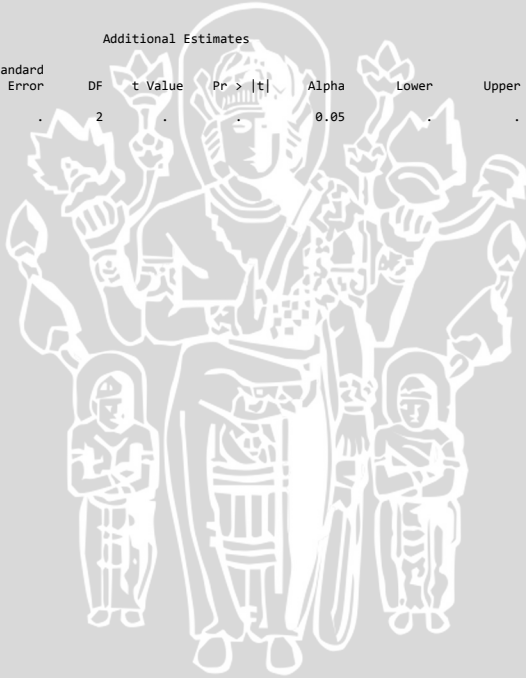 Additional Estimates
andard
Error DF t Value Pr > |t| Alpha Lower Upper
. 2 . . 0.05 . .